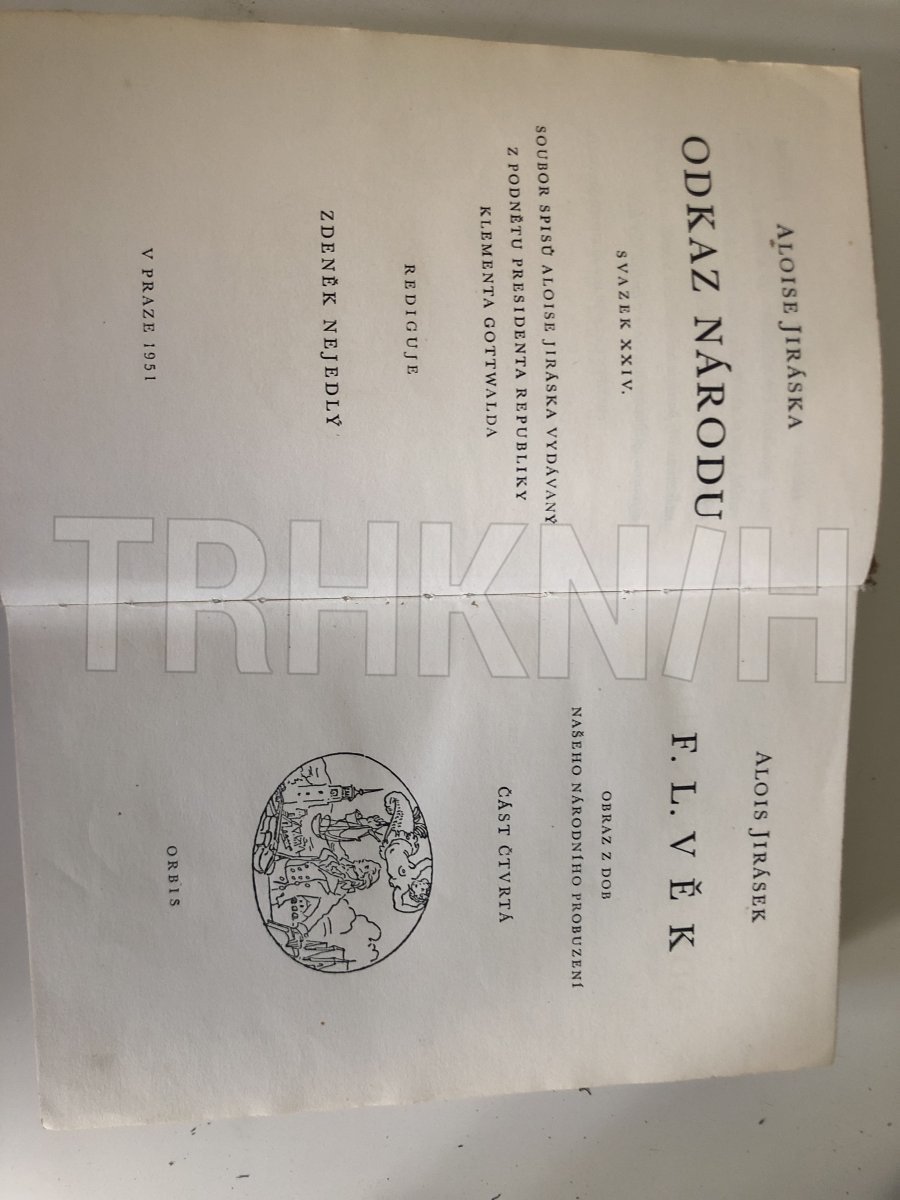 ALOISE JIRÁSKA
ODKAZ NÁRODU
SVAZEK XXIV.
SOUBOR SPISŮ ALOISE JIRÁSKA VYDÁVANÝ
Z PODNĚTU PRESIDENTA REPUBLIKY
KLEMENTA GOTTWALDA
REDIGUJE
ZDENĚK NEJEDLÝ
V PRAZE 1951
ALOIS JIRÁSEK
F. L. VĚK
OBRAZ Z DOB
NAŠEHO NÁRODNÍHO PROBUZENÍ
ČÁST ČTVRTÁ
ORBIS
TRHKN/H